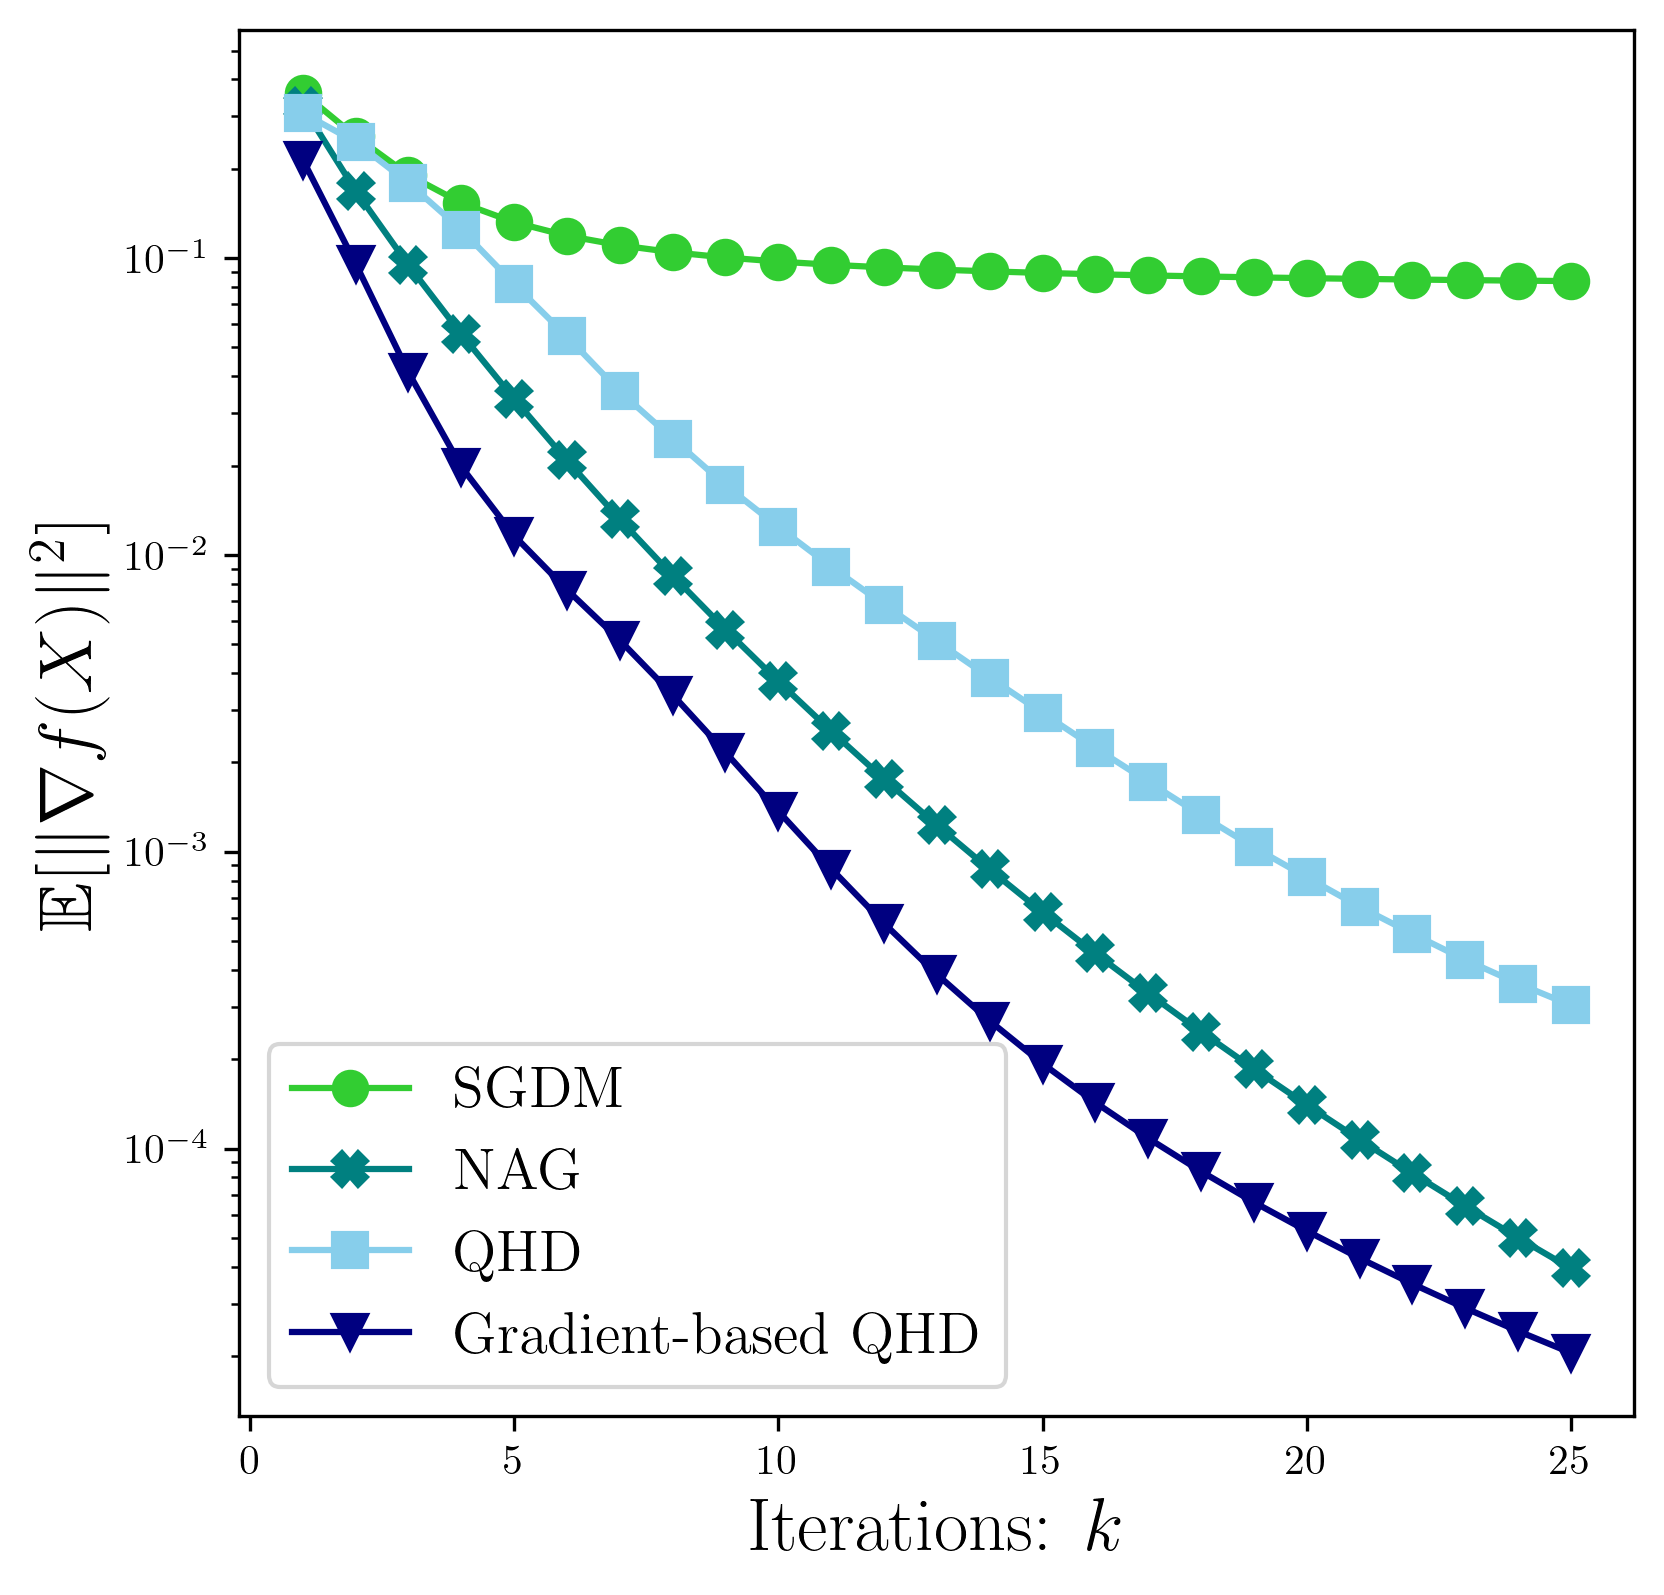 𝔼[‖∇f(X)‖²]
10⁻¹
10⁻²
10⁻³
10⁻⁴
SGDM
NAG
QHD
Gradient-based QHD
0 5 10 15 20 25
Iterations: k